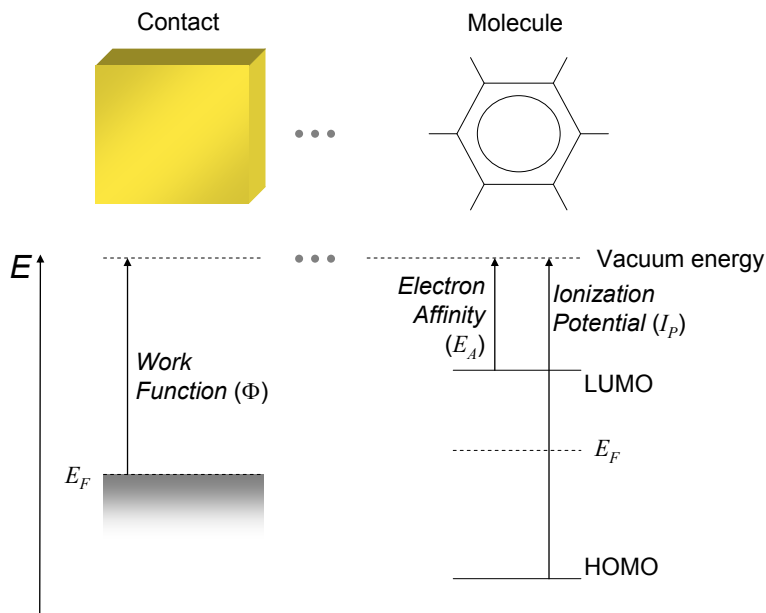 Contact
Molecule
E
Vacuum energy
Electron
Affinity
(E_A)
Ionization
Potential (I_P)
Work
Function (Φ)
LUMO
E_F
E_F
HOMO